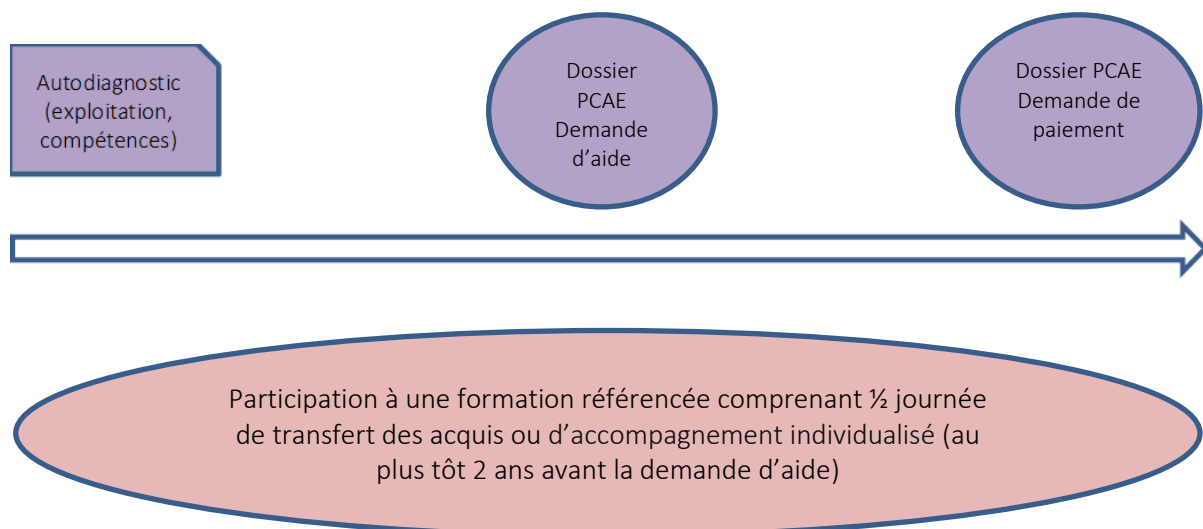 Autodiagnostic
(exploitation,
compétences)
Dossier
PCAE
Demande
d’aide
Dossier PCAE
Demande de
paiement
Participation à une formation référencée comprenant ½ journée
de transfert des acquis ou d’accompagnement individualisé (au
plus tôt 2 ans avant la demande d’aide)